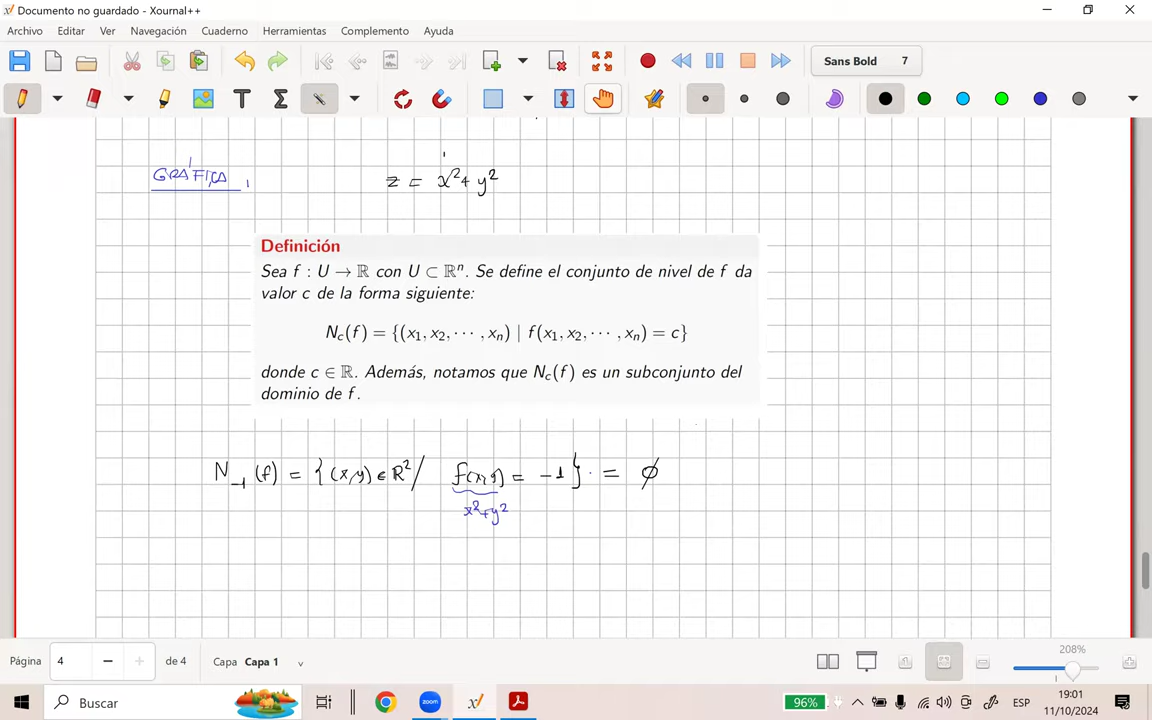 Documento no guardado - Xournal++
Archivo Editar Ver Navegación Cuaderno Herramientas Complemento Ayuda
Sans Bold 7
GRÁFICA
z = x²+ y²
Definición
Sea f : U → ℝ con U ⊂ ℝⁿ. Se define el conjunto de nivel de f da
valor c de la forma siguiente:
N_c(f) = {(x₁, x₂, ⋯ , xₙ) | f(x₁, x₂, ⋯ , xₙ) = c}
donde c ∈ ℝ. Además, notamos que N_c(f) es un subconjunto del
dominio de f.
N₋₁(f) = {(x,y) ∈ ℝ² / f(x,y) = -1} = ∅
x²+y²
Página 4 de 4 Capa Capa 1 208%
Buscar zoom 96% ESP 19:01
11/10/2024